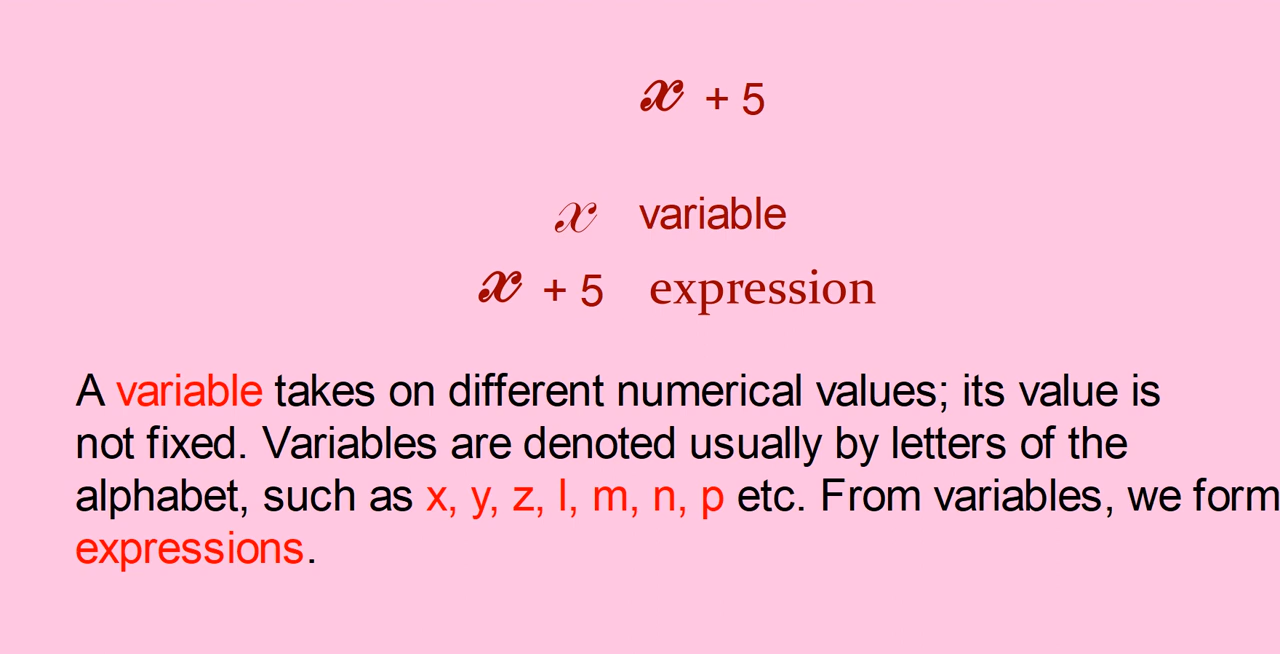 x + 5
x variable
x + 5 expression
A variable takes on different numerical values; its value is
not fixed. Variables are denoted usually by letters of the
alphabet, such as x, y, z, l, m, n, p etc. From variables, we form
expressions.